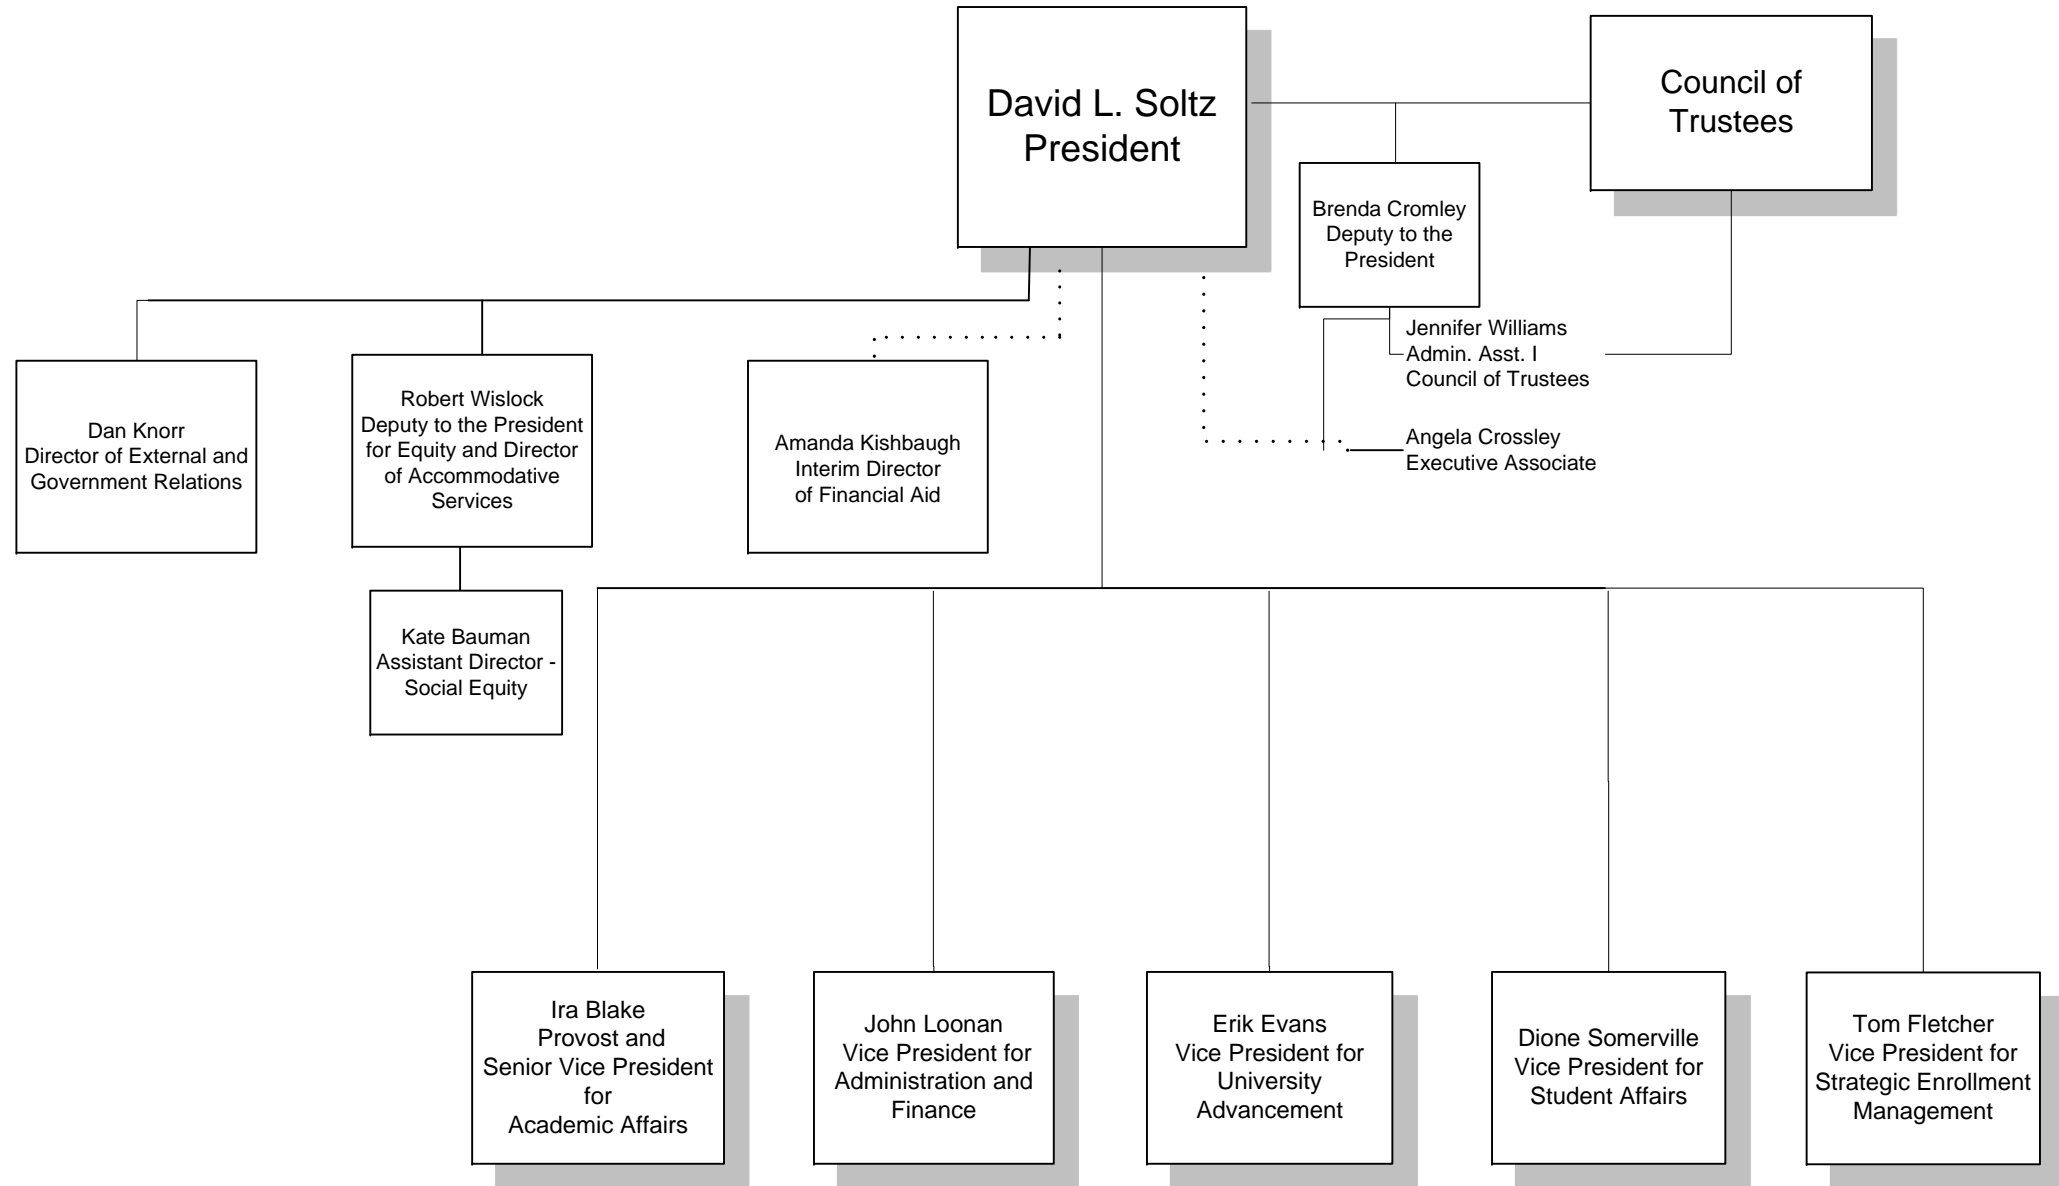 David L. Soltz
President
Council of
Trustees
Brenda Cromley
Deputy to the
President
Jennifer Williams
Admin. Asst. I
Council of Trustees
Angela Crossley
Executive Associate
Dan Knorr
Director of External and
Government Relations
Robert Wislock
Deputy to the President
for Equity and Director
of Accommodative
Services
Amanda Kishbaugh
Interim Director
of Financial Aid
Kate Bauman
Assistant Director -
Social Equity
Ira Blake
Provost and
Senior Vice President
for
Academic Affairs
John Loonan
Vice President for
Administration and
Finance
Erik Evans
Vice President for
University
Advancement
Dione Somerville
Vice President for
Student Affairs
Tom Fletcher
Vice President for
Strategic Enrollment
Management